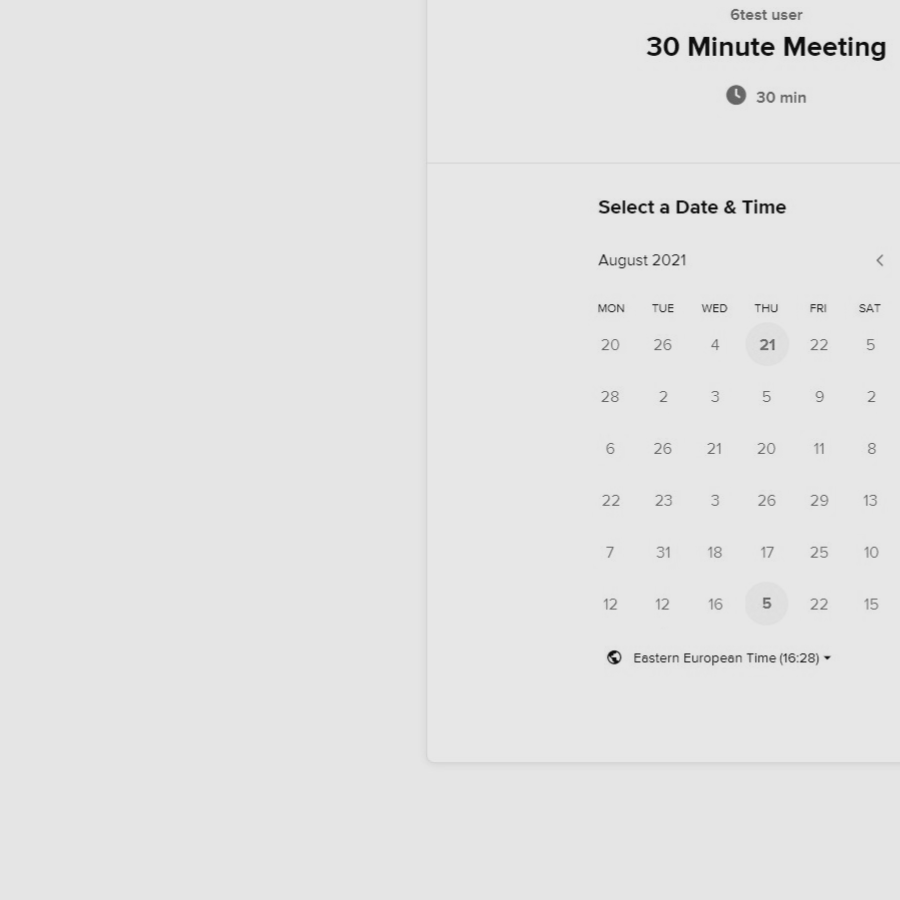 6test user
30 Minute Meeting
30 min
Select a Date & Time
August 2021
MON TUE WED THU FRI SAT
20 26 4 21 22 5
28 2 3 5 9 2
6 26 21 20 11 8
22 23 3 26 29 13
7 31 18 17 25 10
12 12 16 5 22 15
Eastern European Time (16:28)